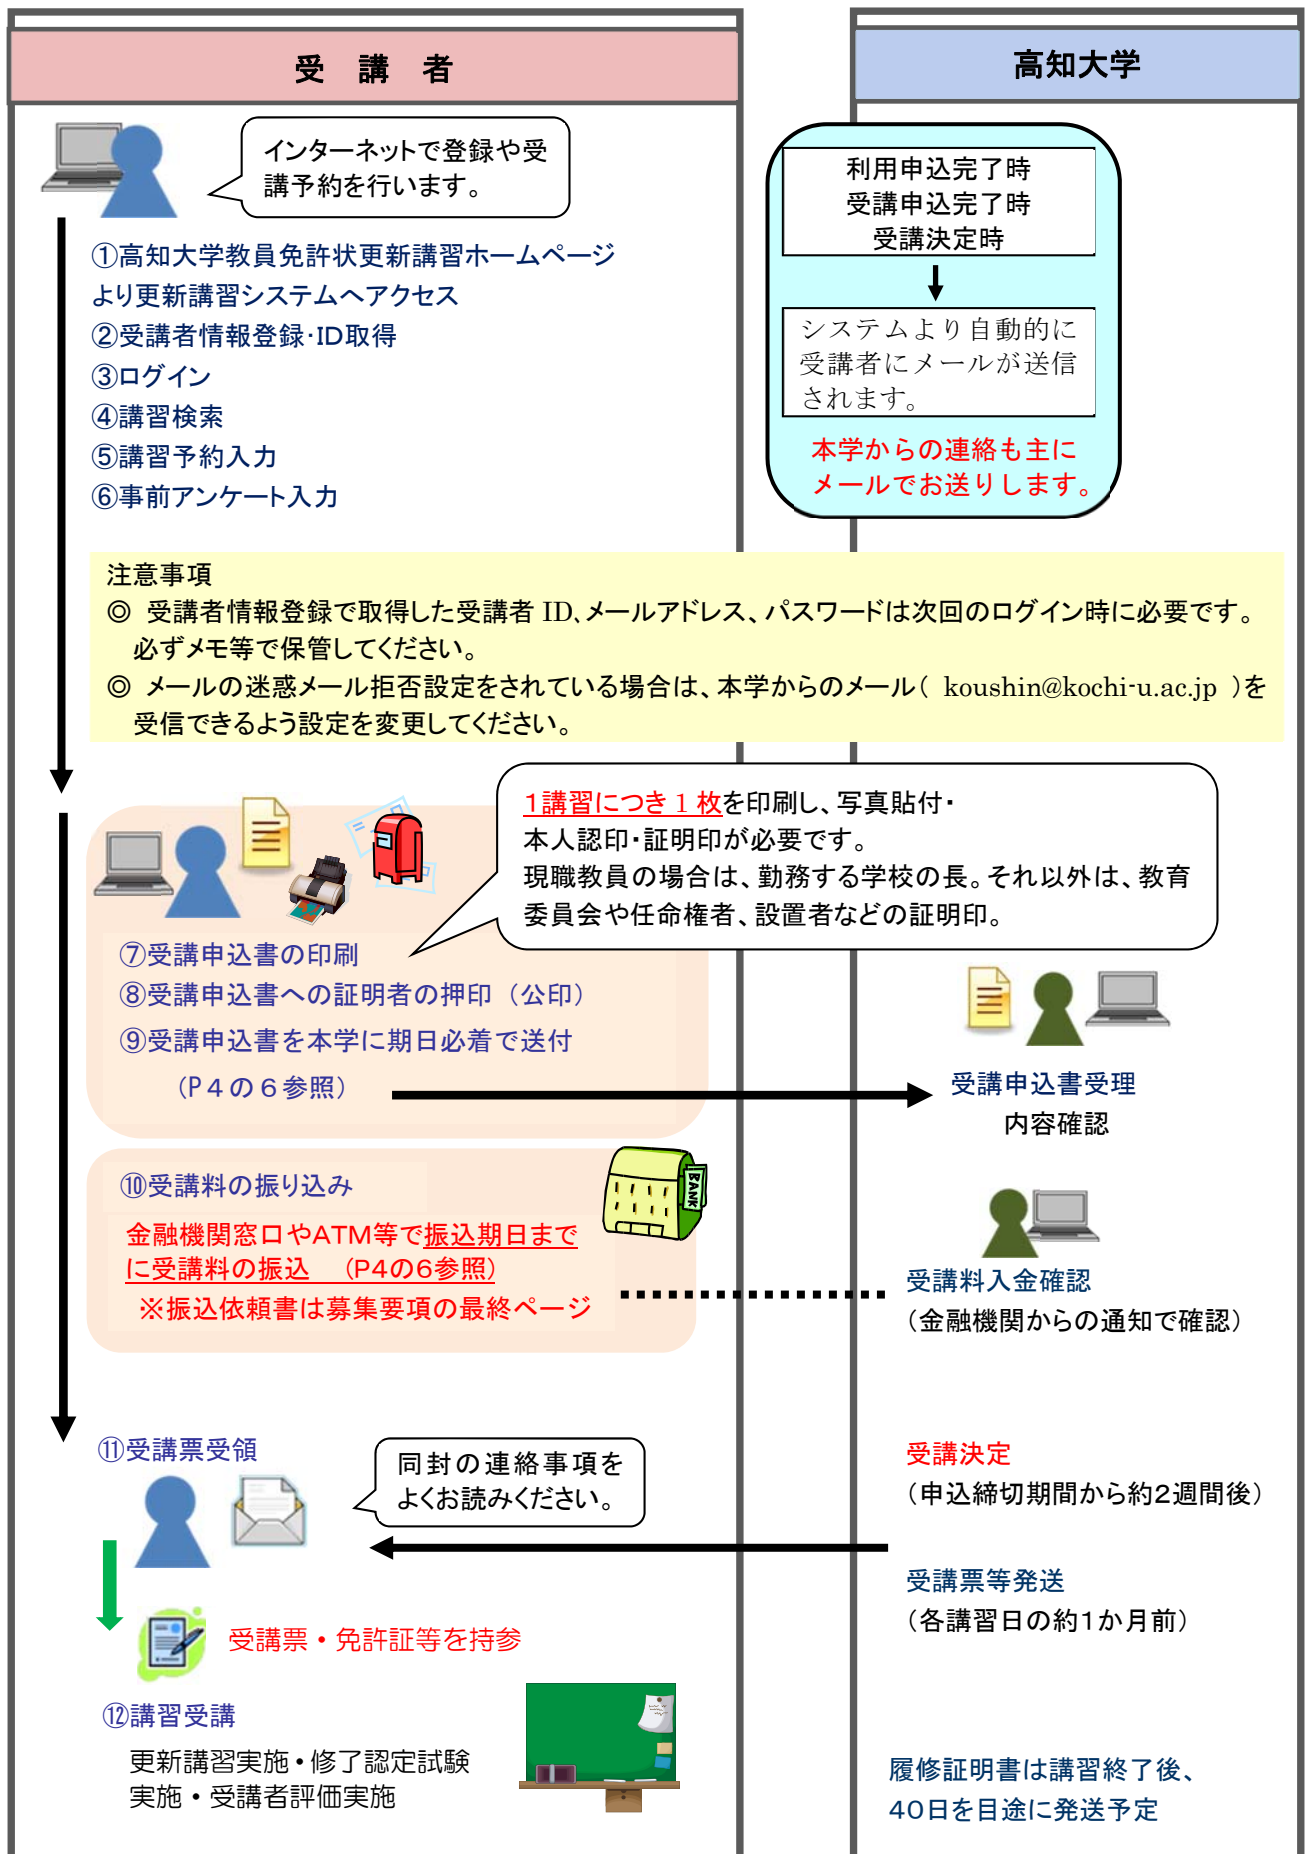 受　講　者
高知大学
インターネットで登録や受
講予約を行います。
①高知大学教員免許状更新講習ホームページ
より更新講習システムへアクセス
②受講者情報登録・ID取得
③ログイン
④講習検索
⑤講習予約入力
⑥事前アンケート入力
利用申込完了時
受講申込完了時
受講決定時
システムより自動的に
受講者にメールが送信
されます。
本学からの連絡も主に
メールでお送りします。
注意事項
◎ 受講者情報登録で取得した受講者 ID、メールアドレス、パスワードは次回のログイン時に必要です。
必ずメモ等で保管してください。
◎ メールの迷惑メール拒否設定をされている場合は、本学からのメール( koushin@kochi-u.ac.jp )を
受信できるよう設定を変更してください。
1講習につき 1 枚を印刷し、写真貼付・
本人認印・証明印が必要です。
現職教員の場合は、勤務する学校の長。それ以外は、教育
委員会や任命権者、設置者などの証明印。
⑦受講申込書の印刷
⑧受講申込書への証明者の押印（公印）
⑨受講申込書を本学に期日必着で送付
（P４の６参照）
受講申込書受理
内容確認
⑩受講料の振り込み
BANK
金融機関窓口やATM等で振込期日まで
に受講料の振込　（P4の6参照）
※振込依頼書は募集要項の最終ページ
受講料入金確認
（金融機関からの通知で確認）
⑪受講票受領
同封の連絡事項を
よくお読みください。
受講決定
（申込締切期間から約2週間後）
受講票等発送
（各講習日の約1か月前）
受講票・免許証等を持参
⑫講習受講
更新講習実施・修了認定試験
実施・受講者評価実施
履修証明書は講習終了後、
40日を目途に発送予定